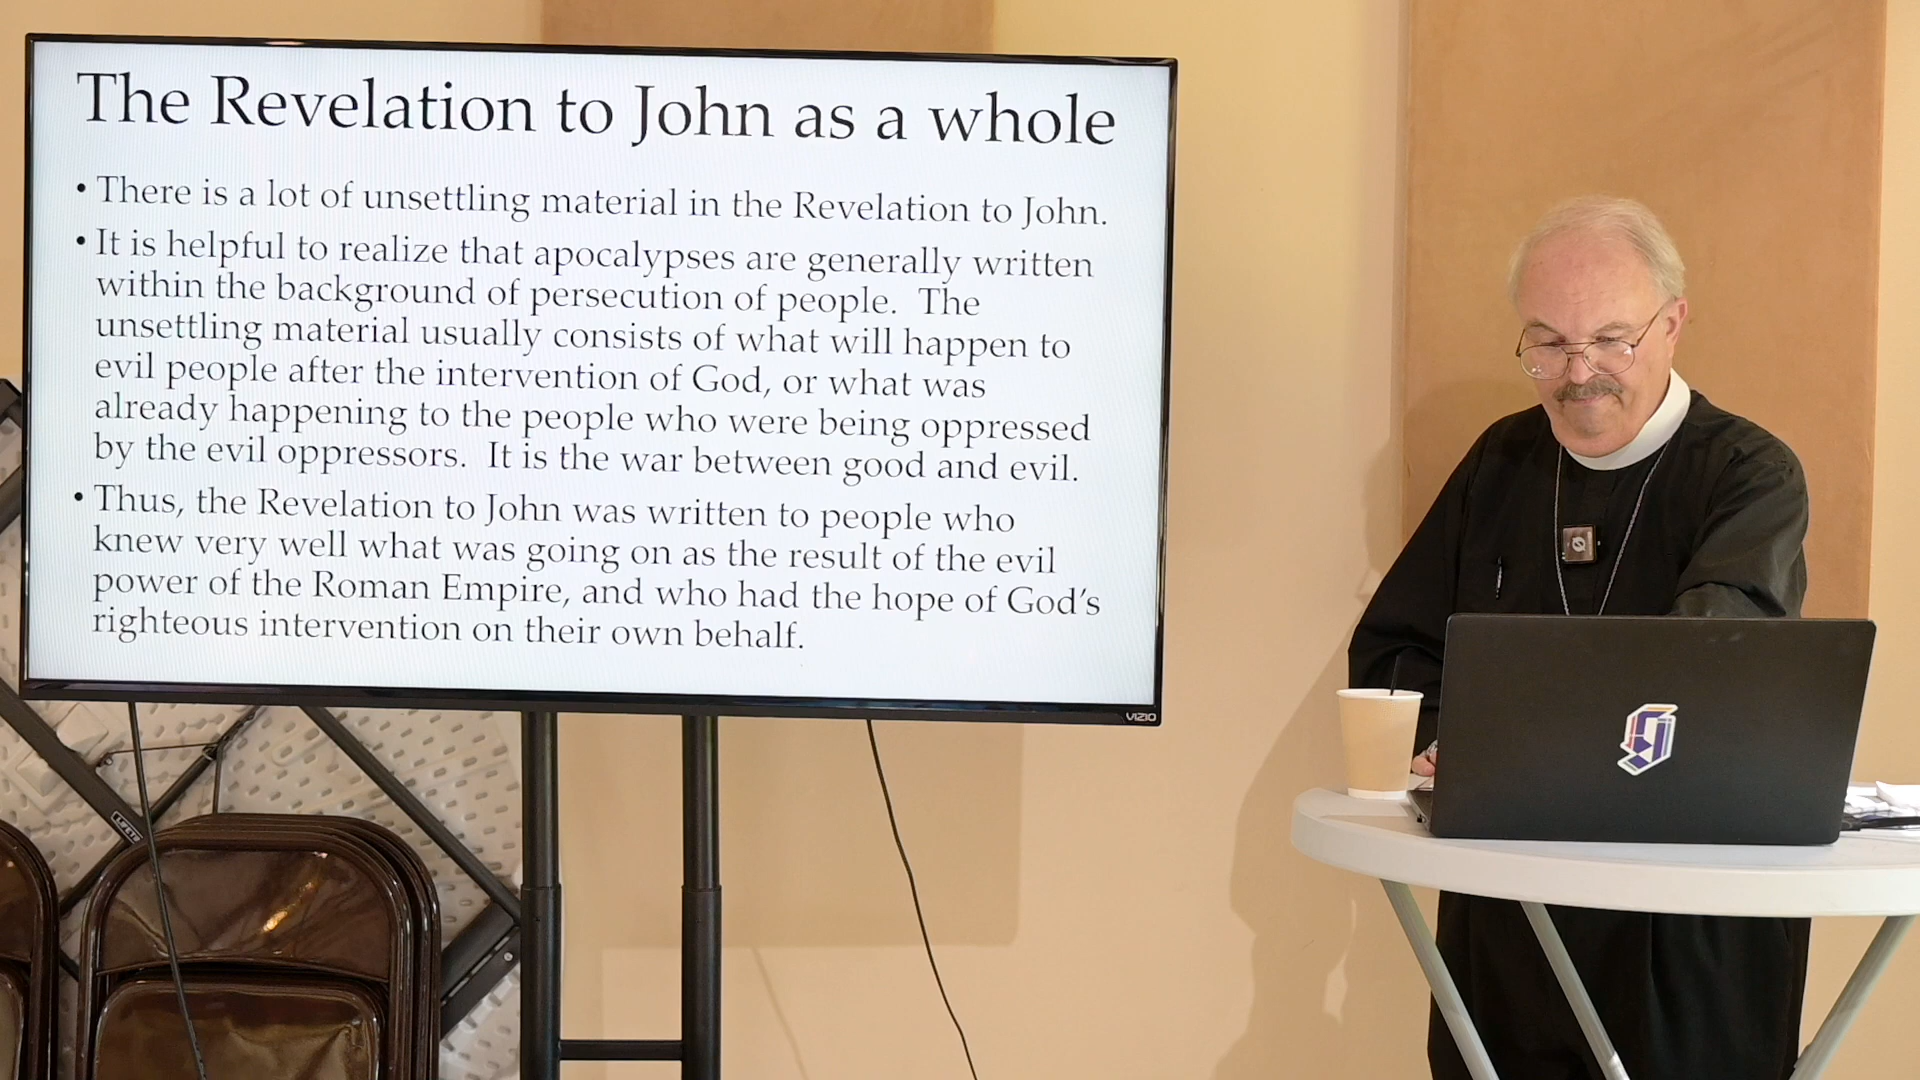 The Revelation to John as a whole
• There is a lot of unsettling material in the Revelation to John.
• It is helpful to realize that apocalypses are generally written
within the background of persecution of people.  The
unsettling material usually consists of what will happen to
evil people after the intervention of God, or what was
already happening to the people who were being oppressed
by the evil oppressors.  It is the war between good and evil.
• Thus, the Revelation to John was written to people who
knew very well what was going on as the result of the evil
power of the Roman Empire, and who had the hope of God's
righteous intervention on their own behalf.
VIZIO
LIFETIME